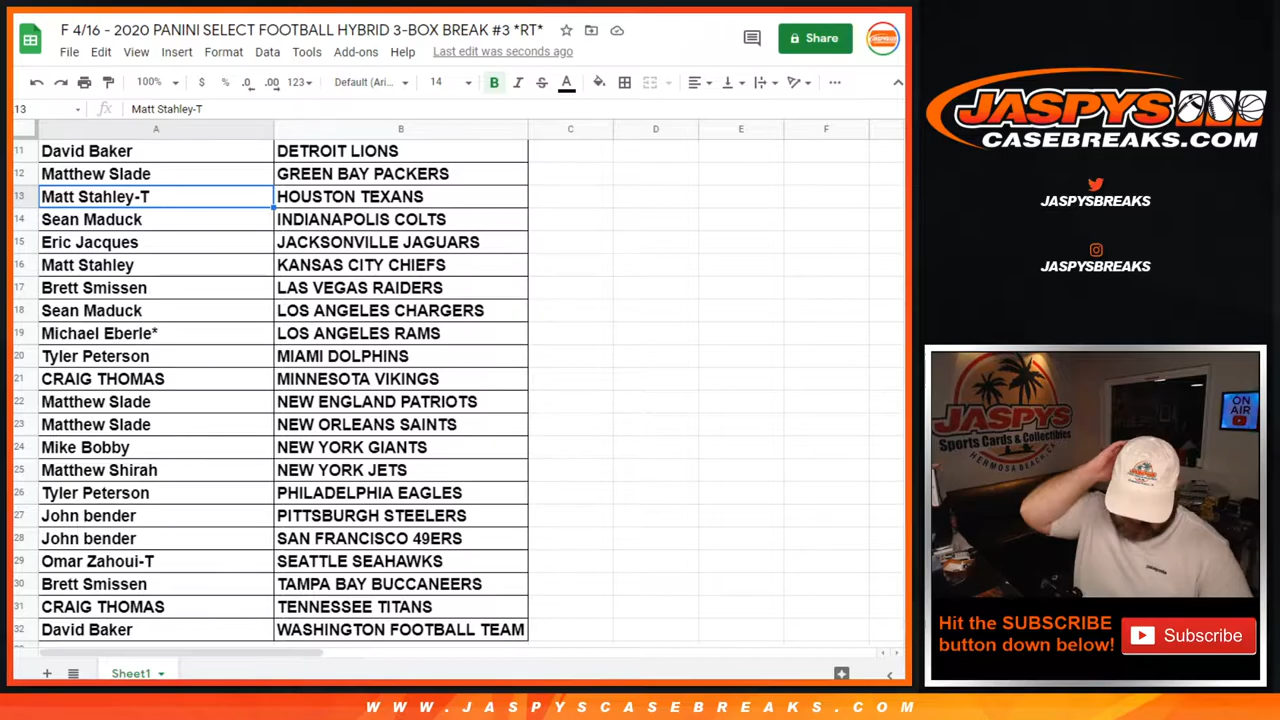 F 4/16 - 2020 PANINI SELECT FOOTBALL HYBRID 3-BOX BREAK #3 *RT*
File Edit View Insert Format Data Tools Add-ons Help Last edit was seconds ago
Share
100% $ % .0 .00 123 Default (Ari... 14 B I S A
13 fx Matt Stahley-T
A B C D E F
11 David Baker DETROIT LIONS
12 Matthew Slade GREEN BAY PACKERS
13 Matt Stahley-T HOUSTON TEXANS
14 Sean Maduck INDIANAPOLIS COLTS
15 Eric Jacques JACKSONVILLE JAGUARS
16 Matt Stahley KANSAS CITY CHIEFS
17 Brett Smissen LAS VEGAS RAIDERS
18 Sean Maduck LOS ANGELES CHARGERS
19 Michael Eberle* LOS ANGELES RAMS
20 Tyler Peterson MIAMI DOLPHINS
21 CRAIG THOMAS MINNESOTA VIKINGS
22 Matthew Slade NEW ENGLAND PATRIOTS
23 Matthew Slade NEW ORLEANS SAINTS
24 Mike Bobby NEW YORK GIANTS
25 Matthew Shirah NEW YORK JETS
26 Tyler Peterson PHILADELPHIA EAGLES
27 John bender PITTSBURGH STEELERS
28 John bender SAN FRANCISCO 49ERS
29 Omar Zahoui-T SEATTLE SEAHAWKS
30 Brett Smissen TAMPA BAY BUCCANEERS
31 CRAIG THOMAS TENNESSEE TITANS
32 David Baker WASHINGTON FOOTBALL TEAM
Sheet1
JASPYS
CASEBREAKS.COM
JASPYSBREAKS
JASPYSBREAKS
JASPYS
Sports Cards & Collectibles
HERMOSA BEACH, CA
ON
AIR
patagonia
Hit the SUBSCRIBE
button down below!
Subscribe
WWW.JASPYSCASEBREAKS.COM